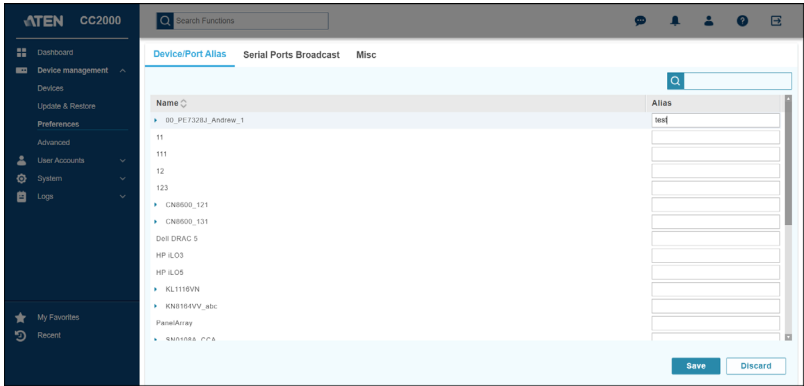 ATEN CC2000
Search Functions
Dashboard
Device management
Devices
Update & Restore
Preferences
Advanced
User Accounts
System
Logs
My Favorites
Recent
Device/Port Alias Serial Ports Broadcast Misc
Name Alias
00_PE7328J_Andrew_1 test
11
111
12
123
CN8600_121
CN8600_131
Dell DRAC 5
HP iLO3
HP iLO5
KL1116VN
KN8164VV_abc
PanelArray
SN0108A_CCA
Save Discard